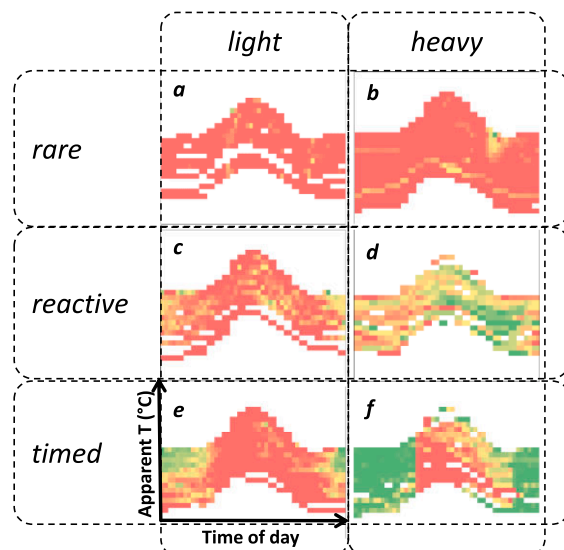 light
heavy
a
b
rare
c
d
reactive
e
f
timed
Apparent T (°C)
Time of day